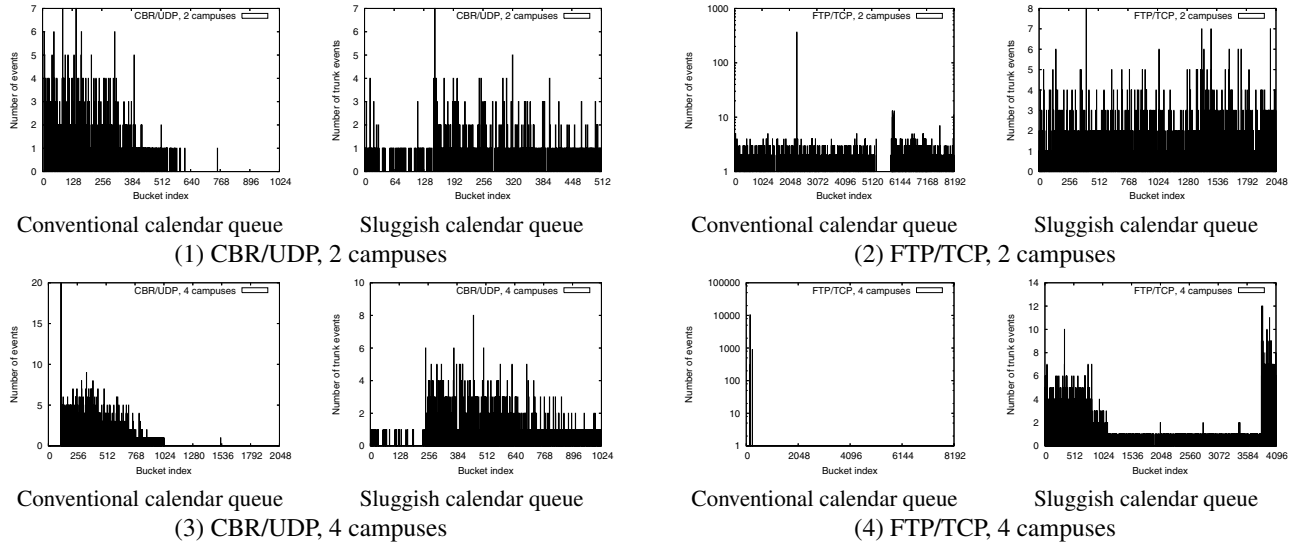 7
6
5
4
3
2
1
0
Number of events
CBR/UDP, 2 campuses
0 128 256 384 512 640 768 896 1024
Bucket index
Conventional calendar queue
7
6
5
4
3
2
1
0
Number of trunk events
CBR/UDP, 2 campuses
0 64 128 192 256 320 384 448 512
Bucket index
Sluggish calendar queue
(1) CBR/UDP, 2 campuses
1000
100
10
1
Number of events
FTP/TCP, 2 campuses
0 1024 2048 3072 4096 5120 6144 7168 8192
Bucket index
Conventional calendar queue
8
7
6
5
4
3
2
1
0
Number of trunk events
FTP/TCP, 2 campuses
0 256 512 768 1024 1280 1536 1792 2048
Bucket index
Sluggish calendar queue
(2) FTP/TCP, 2 campuses
20
15
10
5
0
Number of events
CBR/UDP, 4 campuses
0 256 512 768 1024 1280 1536 1792 2048
Bucket index
Conventional calendar queue
10
8
6
4
2
0
Number of trunk events
CBR/UDP, 4 campuses
0 128 256 384 512 640 768 896 1024
Bucket index
Sluggish calendar queue
(3) CBR/UDP, 4 campuses
100000
10000
1000
100
10
1
Number of events
FTP/TCP, 4 campuses
0 2048 4096 6144 8192
Bucket index
Conventional calendar queue
14
12
10
8
6
4
2
0
Number of trunk events
FTP/TCP, 4 campuses
0 512 1024 1536 2048 2560 3072 3584 4096
Bucket index
Sluggish calendar queue
(4) FTP/TCP, 4 campuses